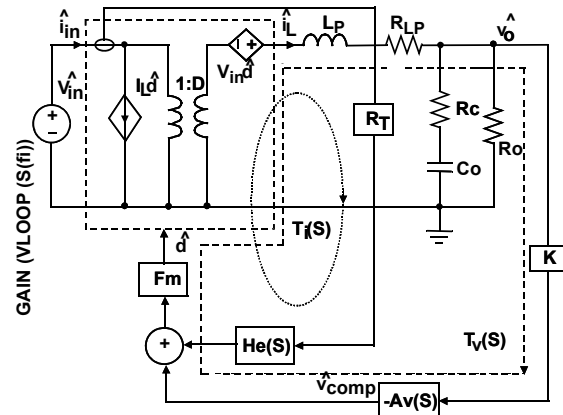 î_in
î_L
L_P
R_LP
v̂_o
V̂_in
I_L d̂
1:D
V_in d̂
+
R_T
Rc
Ro
Co
GAIN (VLOOP (S(fi))
T_i(S)
d̂
K
Fm
+
He(S)
T_v(S)
v̂_comp
-Av(S)